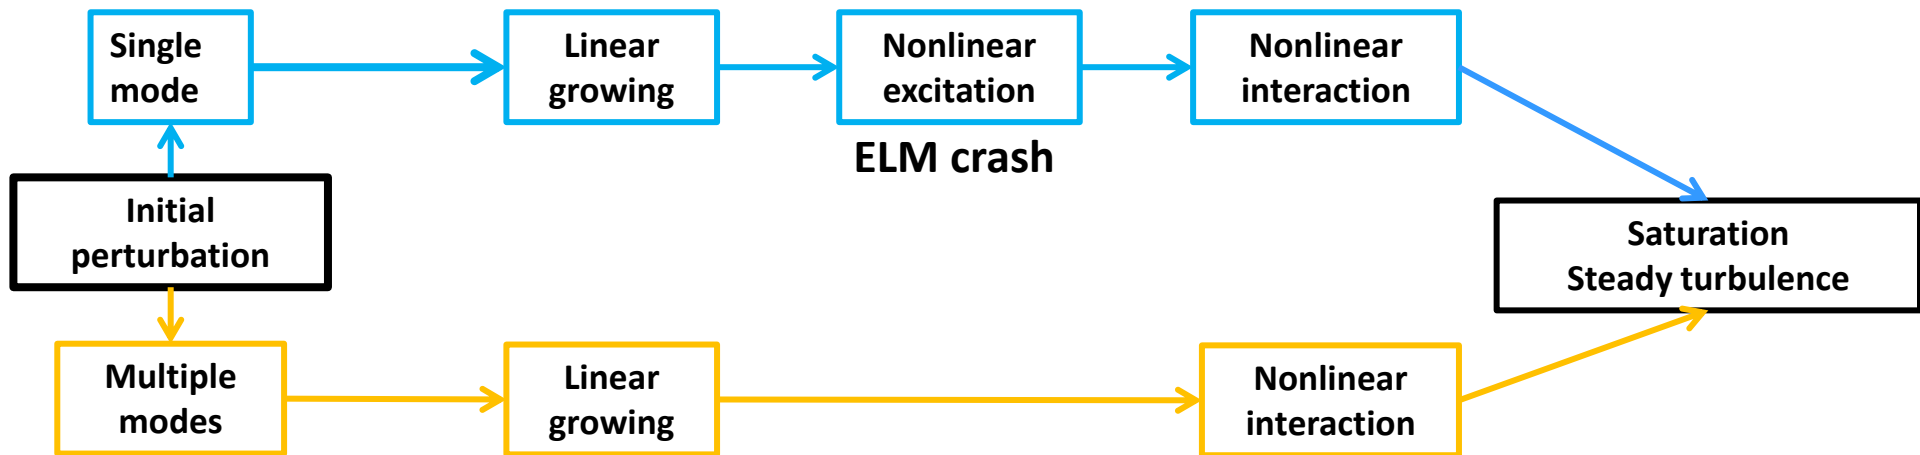 Single
mode
Linear
growing
Nonlinear
excitation
Nonlinear
interaction
ELM crash
Initial
perturbation
Saturation
Steady turbulence
Multiple
modes
Linear
growing
Nonlinear
interaction